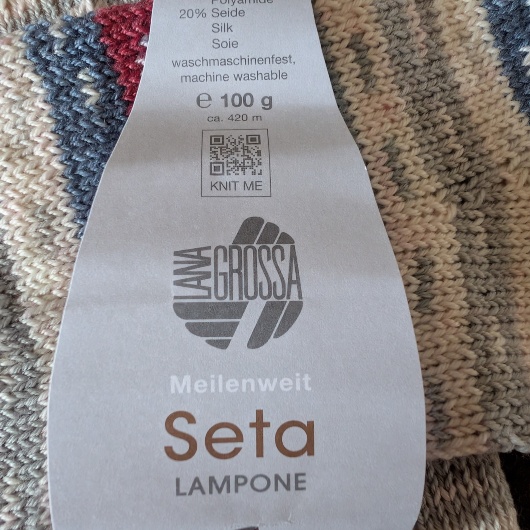 Polyamide
20% Seide
Silk
Soie
waschmaschinenfest,
machine washable
℮ 100 g
ca. 420 m
KNIT ME
LANA
GROSSA
Meilenweit
Seta
LAMPONE